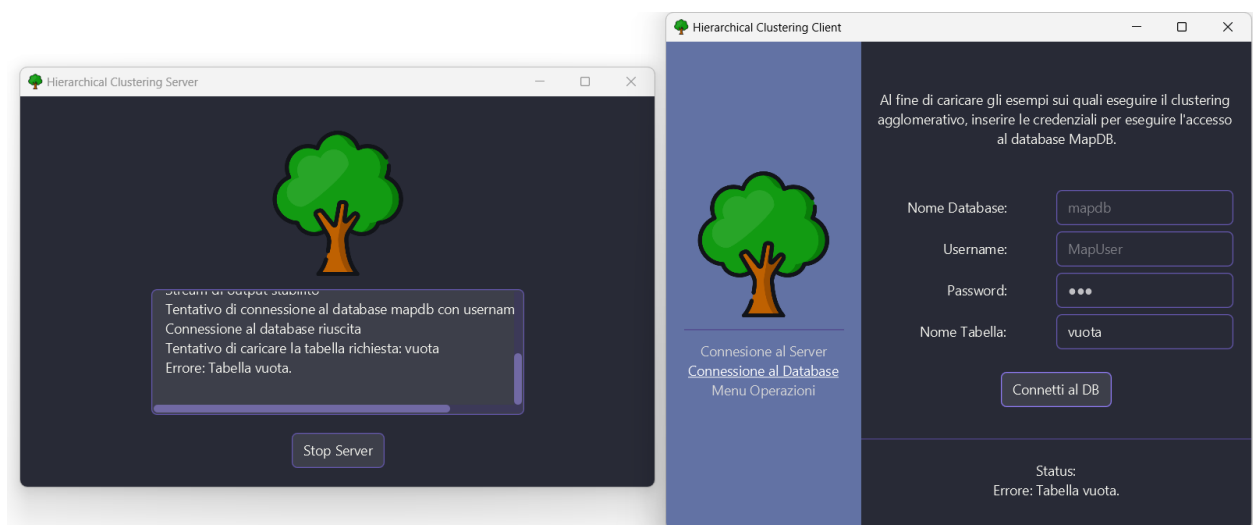 Hierarchical Clustering Server
Stream di output stabilito
Tentativo di connessione al database mapdb con usernam
Connessione al database riuscita
Tentativo di caricare la tabella richiesta: vuota
Errore: Tabella vuota.
Stop Server
Hierarchical Clustering Client
Connesione al Server
Connessione al Database
Menu Operazioni
Al fine di caricare gli esempi sui quali eseguire il clustering
agglomerativo, inserire le credenziali per eseguire l'accesso
al database MapDB.
Nome Database: mapdb
Username: MapUser
Password: ●●●
Nome Tabella: vuota
Connetti al DB
Status:
Errore: Tabella vuota.